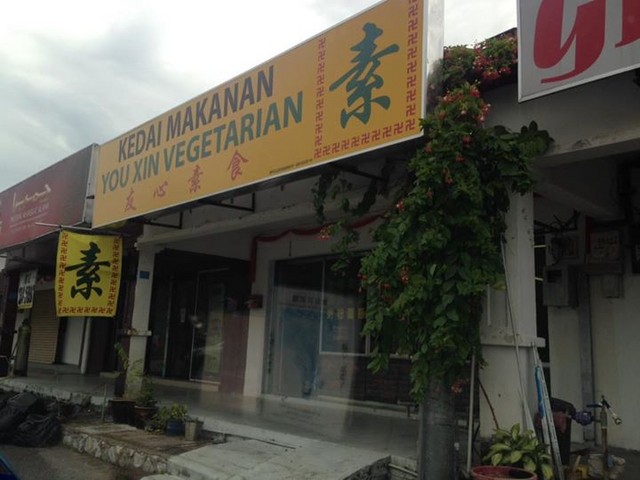 KEDAI MAKANAN
YOU XIN VEGETARIAN
友心素食
素
素